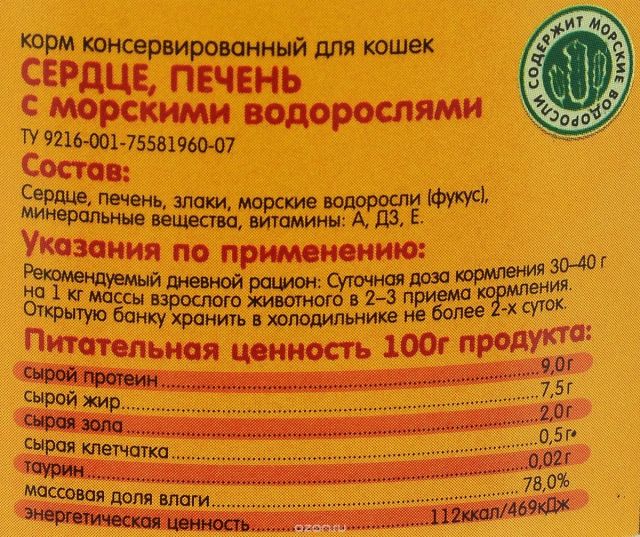 корм консервированный для кошек
СЕРДЦЕ, ПЕЧЕНЬ
с морскими водорослями
ТУ 9216-001-75581960-07
Состав:
Сердце, печень, злаки, морские водоросли (фукус),
минеральные вещества, витамины: А, Д3, Е.
Указания по применению:
Рекомендуемый дневной рацион: Суточная доза кормления 30–40 г
на 1 кг массы взрослого животного в 2–3 приема кормления.
Открытую банку хранить в холодильнике не более 2-х суток.
Питательная ценность 100г продукта:
сырой протеин 9,0г
сырой жир 7,5г
сырая зола 2,0г
сырая клетчатка 0,5г
таурин 0,02г
массовая доля влаги 78,0%
энергетическая ценность 112ккал/469кДж
СОДЕРЖИТ МОРСКИЕ ВОДОРОСЛИ
ozon.ru